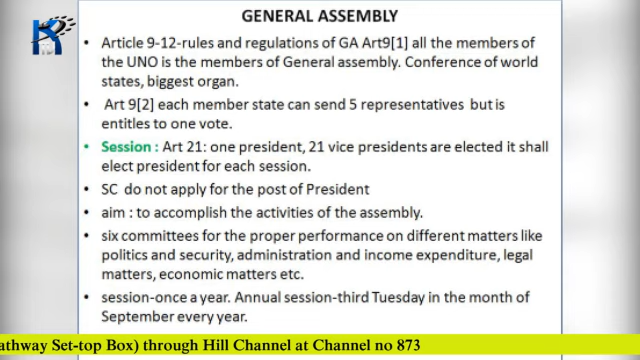 GENERAL ASSEMBLY
• Article 9-12-rules and regulations of GA Art9[1] all the members of
the UNO is the members of General assembly. Conference of world
states, biggest organ.
• Art 9[2] each member state can send 5 representatives but is
entitles to one vote.
• Session : Art 21: one president, 21 vice presidents are elected it shall
elect president for each session.
• SC do not apply for the post of President
• aim : to accomplish the activities of the assembly.
• six committees for the proper performance on different matters like
politics and security, administration and income expenditure, legal
matters, economic matters etc.
• session-once a year. Annual session-third Tuesday in the month of
September every year.
athway Set-top Box) through Hill Channel at Channel no 873